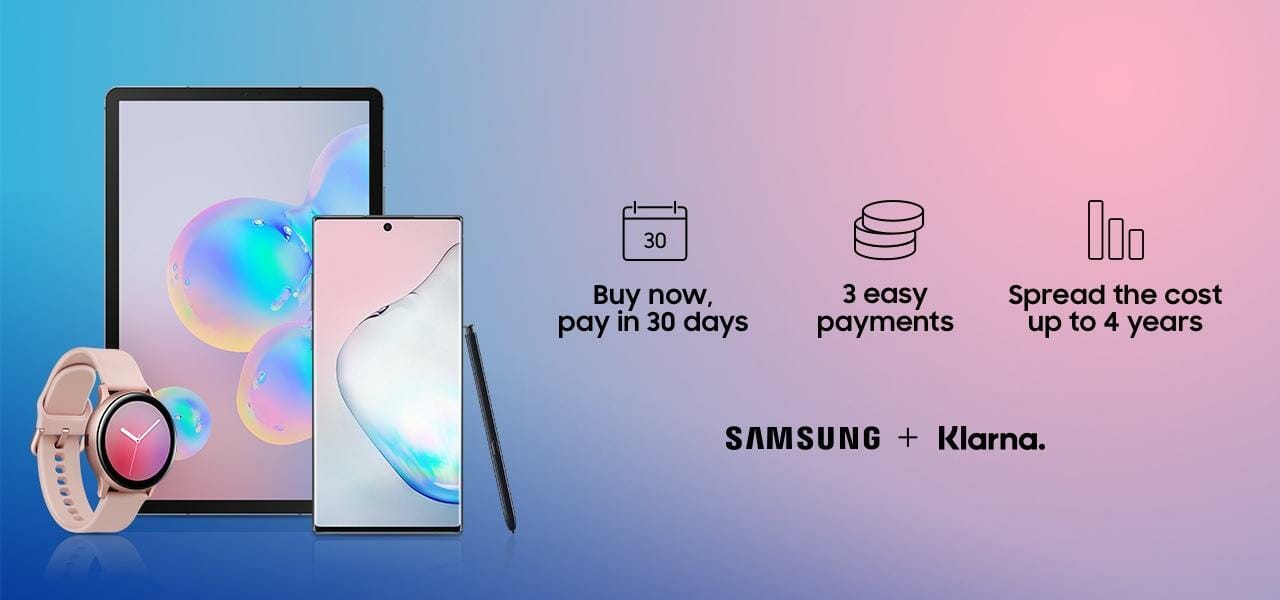 30
Buy now,
pay in 30 days
3 easy
payments
Spread the cost
up to 4 years
SAMSUNG + Klarna.